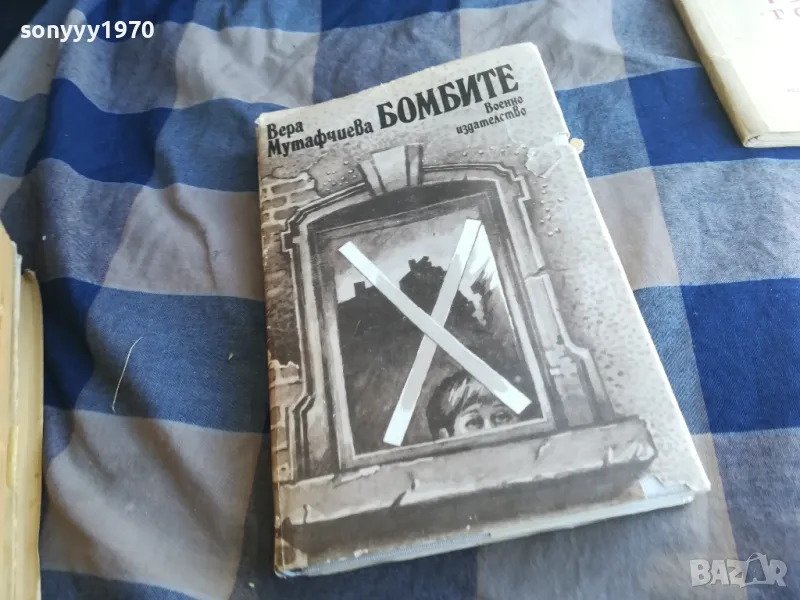 sonyyy1970
Вера
Мутафчиева
БОМБИТЕ
Военно
издателство
BAZAR